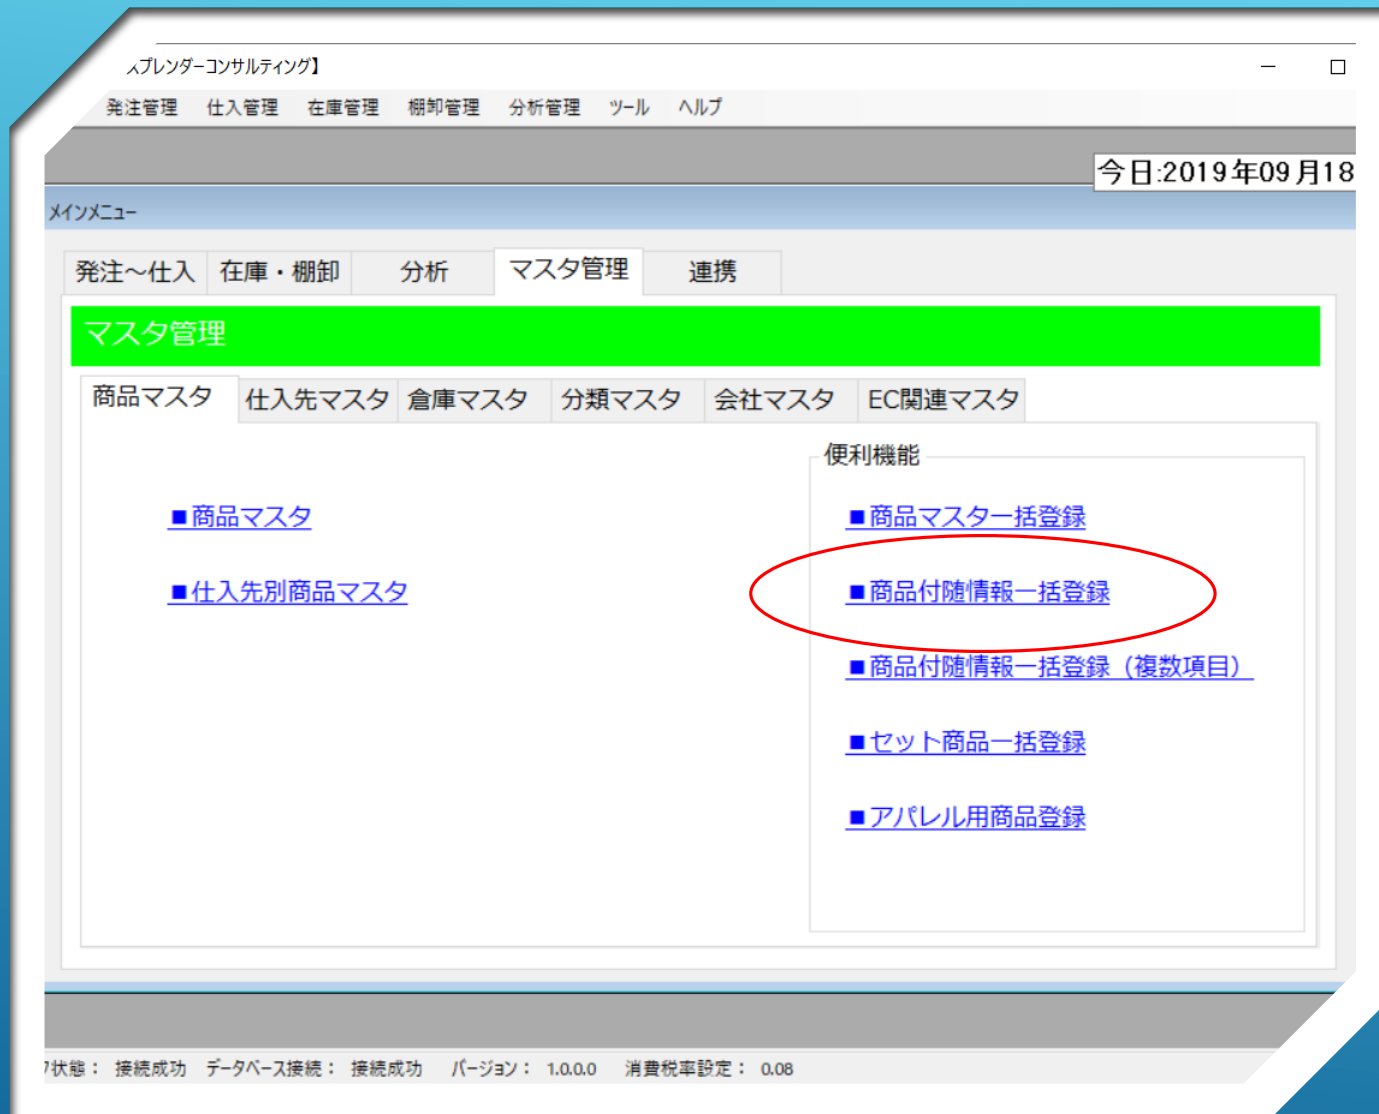 スプレンダーコンサルティング】
発注管理 仕入管理 在庫管理 棚卸管理 分析管理 ツール ヘルプ
今日:2019年09月18
メインメニュー
発注～仕入 在庫・棚卸 分析 マスタ管理 連携
マスタ管理
商品マスタ 仕入先マスタ 倉庫マスタ 分類マスタ 会社マスタ EC関連マスタ
便利機能
■商品マスタ ■商品マスター括登録
■仕入先別商品マスタ ■商品付随情報一括登録
■商品付随情報一括登録（複数項目）
■セット商品一括登録
■アパレル用商品登録
状態： 接続成功 データベース接続： 接続成功 バージョン： 1.0.0.0 消費税率設定： 0.08